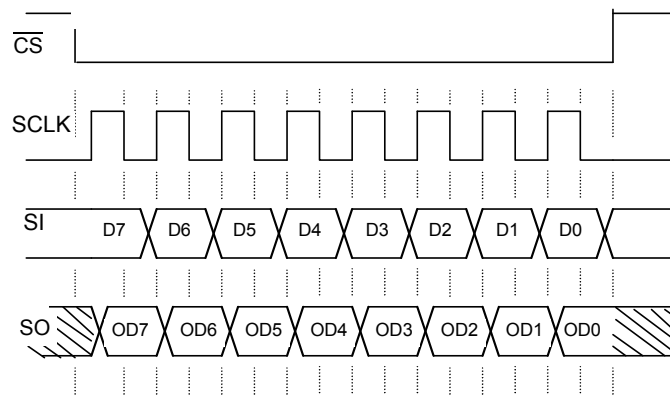 CS
SCLK
SI D7 D6 D5 D4 D3 D2 D1 D0
SO OD7 OD6 OD5 OD4 OD3 OD2 OD1 OD0